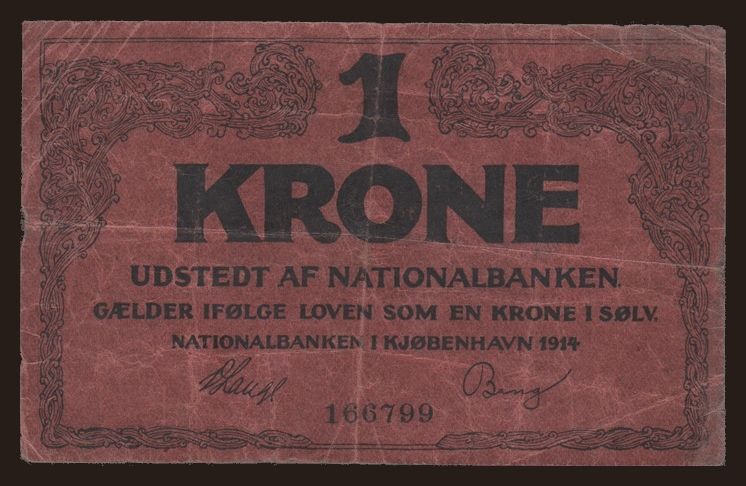 1
KRONE
UDSTEDT AF NATIONALBANKEN.
GÆLDER IFØLGE LOVEN SOM EN KRONE I SØLV.
NATIONALBANKEN I KJØBENHAVN 1914
166799